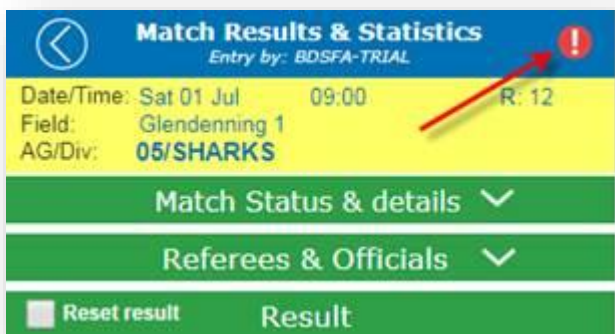 Match Results & Statistics
Entry by: BDSFA-TRIAL
!
Date/Time: Sat 01 Jul 09:00 R: 12
Field: Glendenning 1
AG/Div: 05/SHARKS
Match Status & details
Referees & Officials
Reset result Result